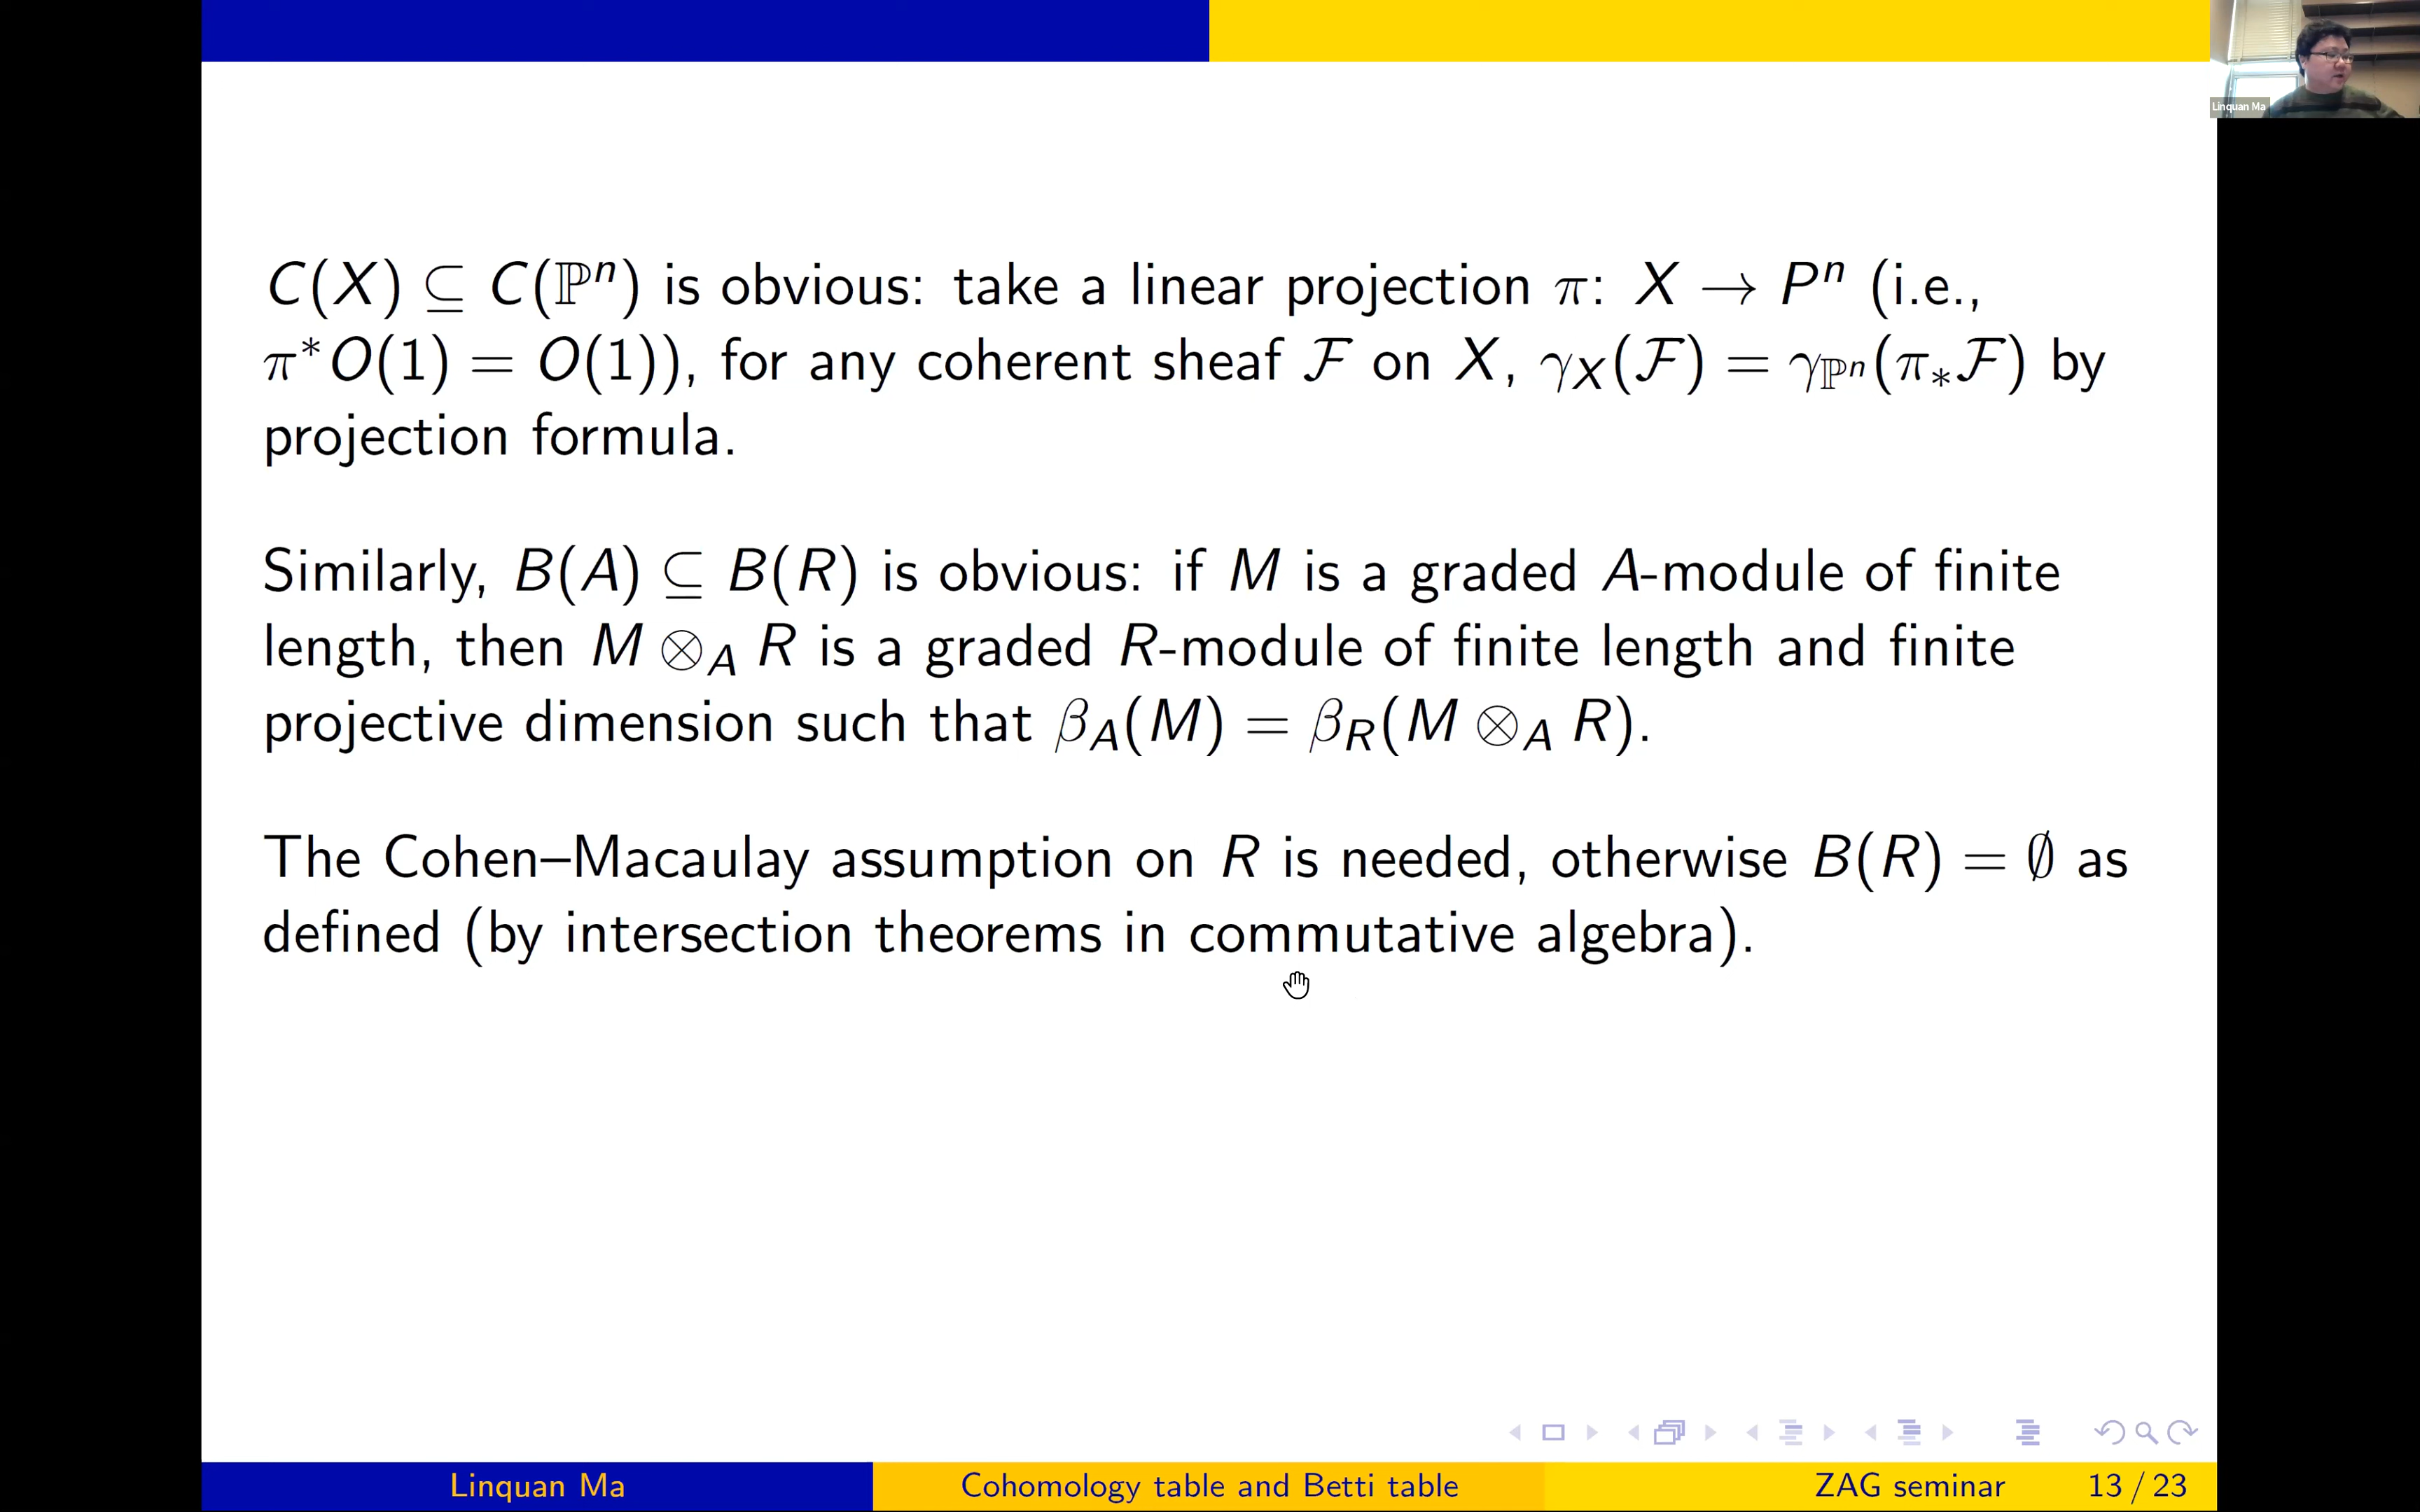 Linquan Ma
C(X) ⊆ C(ℙⁿ) is obvious: take a linear projection π: X → Pⁿ (i.e.,
π*O(1) = O(1)), for any coherent sheaf ℱ on X, γ_X(ℱ) = γ_ℙⁿ(π_*ℱ) by
projection formula.
Similarly, B(A) ⊆ B(R) is obvious: if M is a graded A-module of finite
length, then M ⊗_A R is a graded R-module of finite length and finite
projective dimension such that β_A(M) = β_R(M ⊗_A R).
The Cohen–Macaulay assumption on R is needed, otherwise B(R) = ∅ as
defined (by intersection theorems in commutative algebra).
Linquan Ma Cohomology table and Betti table ZAG seminar 13 / 23